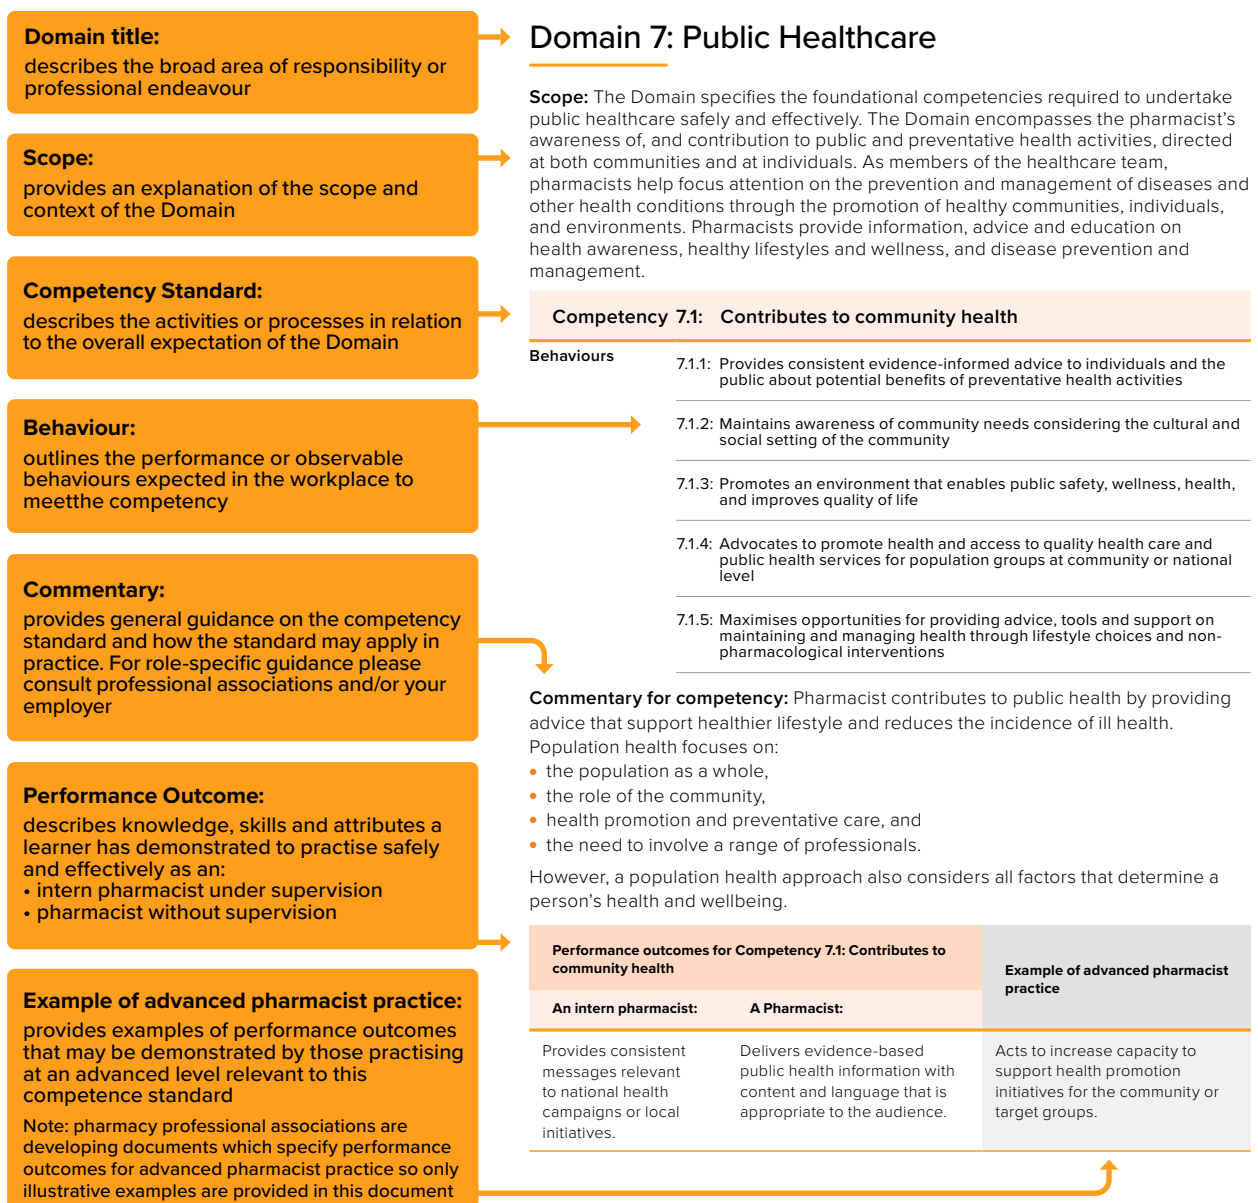 Domain title:
describes the broad area of responsibility or
professional endeavour
Scope:
provides an explanation of the scope and
context of the Domain
Competency Standard:
describes the activities or processes in relation
to the overall expectation of the Domain
Behaviour:
outlines the performance or observable
behaviours expected in the workplace to
meetthe competency
Commentary:
provides general guidance on the competency
standard and how the standard may apply in
practice. For role-specific guidance please
consult professional associations and/or your
employer
Performance Outcome:
describes knowledge, skills and attributes a
learner has demonstrated to practise safely
and effectively as an:
• intern pharmacist under supervision
• pharmacist without supervision
Example of advanced pharmacist practice:
provides examples of performance outcomes
that may be demonstrated by those practising
at an advanced level relevant to this
competence standard
Note: pharmacy professional associations are
developing documents which specify performance
outcomes for advanced pharmacist practice so only
illustrative examples are provided in this document
Domain 7: Public Healthcare
Scope: The Domain specifies the foundational competencies required to undertake
public healthcare safely and effectively. The Domain encompasses the pharmacist's
awareness of, and contribution to public and preventative health activities, directed
at both communities and at individuals. As members of the healthcare team,
pharmacists help focus attention on the prevention and management of diseases and
other health conditions through the promotion of healthy communities, individuals,
and environments. Pharmacists provide information, advice and education on
health awareness, healthy lifestyles and wellness, and disease prevention and
management.
Competency 7.1: Contributes to community health
Behaviours
7.1.1: Provides consistent evidence-informed advice to individuals and the
public about potential benefits of preventative health activities
7.1.2: Maintains awareness of community needs considering the cultural and
social setting of the community
7.1.3: Promotes an environment that enables public safety, wellness, health,
and improves quality of life
7.1.4: Advocates to promote health and access to quality health care and
public health services for population groups at community or national
level
7.1.5: Maximises opportunities for providing advice, tools and support on
maintaining and managing health through lifestyle choices and non-
pharmacological interventions
Commentary for competency: Pharmacist contributes to public health by providing
advice that support healthier lifestyle and reduces the incidence of ill health.
Population health focuses on:
• the population as a whole,
• the role of the community,
• health promotion and preventative care, and
• the need to involve a range of professionals.
However, a population health approach also considers all factors that determine a
person's health and wellbeing.
Performance outcomes for Competency 7.1: Contributes to
community health
Example of advanced pharmacist
practice
An intern pharmacist:
A Pharmacist:
Provides consistent
messages relevant
to national health
campaigns or local
initiatives.
Delivers evidence-based
public health information with
content and language that is
appropriate to the audience.
Acts to increase capacity to
support health promotion
initiatives for the community or
target groups.